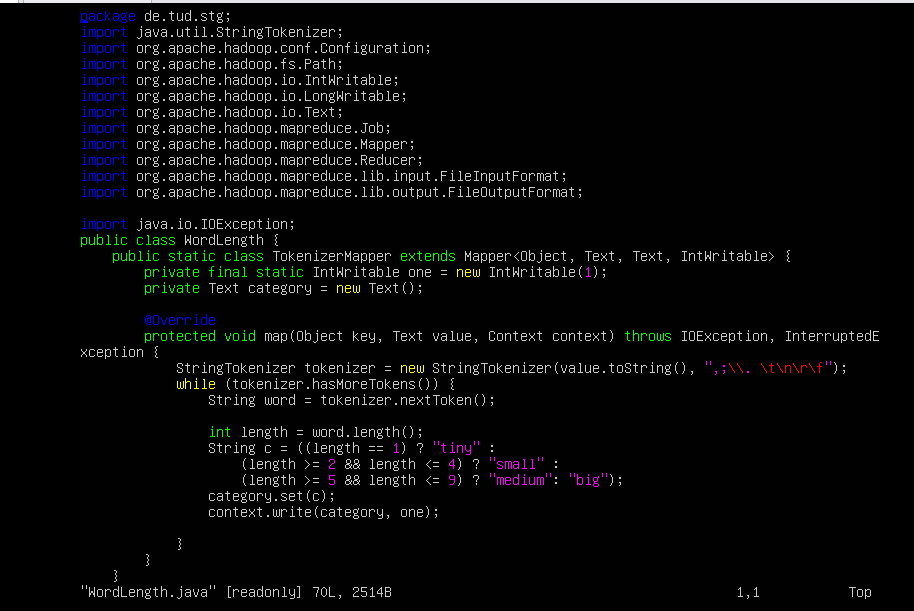 package de.tud.stg;
import java.util.StringTokenizer;
import org.apache.hadoop.conf.Configuration;
import org.apache.hadoop.fs.Path;
import org.apache.hadoop.io.IntWritable;
import org.apache.hadoop.io.LongWritable;
import org.apache.hadoop.io.Text;
import org.apache.hadoop.mapreduce.Job;
import org.apache.hadoop.mapreduce.Mapper;
import org.apache.hadoop.mapreduce.Reducer;
import org.apache.hadoop.mapreduce.lib.input.FileInputFormat;
import org.apache.hadoop.mapreduce.lib.output.FileOutputFormat;

import java.io.IOException;
public class WordLength {
    public static class TokenizerMapper extends Mapper<Object, Text, Text, IntWritable> {
        private final static IntWritable one = new IntWritable(1);
        private Text category = new Text();

        @Override
        protected void map(Object key, Text value, Context context) throws IOException, InterruptedE
xception {
            StringTokenizer tokenizer = new StringTokenizer(value.toString(), ",;\\. \t\n\r\f");
            while (tokenizer.hasMoreTokens()) {
                String word = tokenizer.nextToken();

                int length = word.length();
                String c = ((length == 1) ? "tiny" :
                    (length >= 2 && length <= 4) ? "small" :
                    (length >= 5 && length <= 9) ? "medium": "big");
                category.set(c);
                context.write(category, one);

            }
        }
    }
"WordLength.java" [readonly] 70L, 2514B 1,1 Top